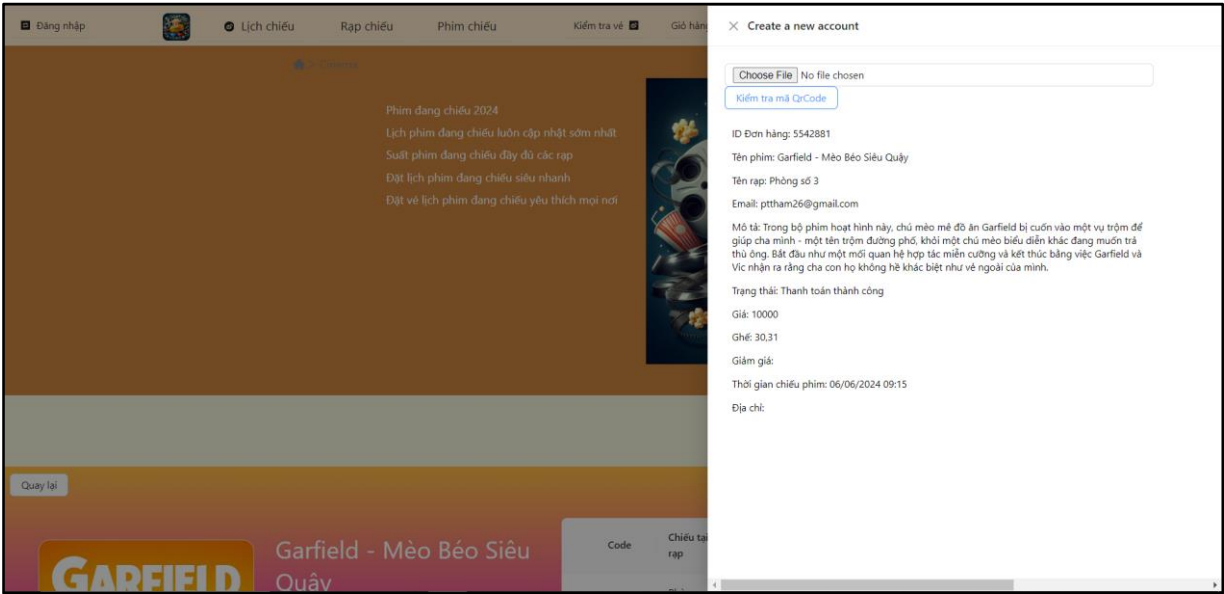 Đăng nhập
Lịch chiếu
Rạp chiếu
Phim chiếu
Kiểm tra vé
Giỏ hàng
> Cinema
Phim đang chiếu 2024
Lịch phim đang chiếu luôn cập nhật sớm nhất
Suất phim đang chiếu đầy đủ các rạp
Đặt lịch phim đang chiếu siêu nhanh
Đặt vé lịch phim đang chiếu yêu thích mọi nơi
Quay lại
GARFIELD
Garfield - Mèo Béo Siêu
Quậy
Code
Chiếu tại
rạp
Create a new account
Choose File No file chosen
Kiểm tra mã QrCode
ID Đơn hàng: 5542881
Tên phim: Garfield - Mèo Béo Siêu Quậy
Tên rạp: Phòng số 3
Email: pttham26@gmail.com
Mô tả: Trong bộ phim hoạt hình này, chú mèo mê đồ ăn Garfield bị cuốn vào một vụ trộm để
giúp cha mình - một tên trộm đường phố, khỏi một chú mèo biểu diễn khác đang muốn trả
thù ông. Bắt đầu như một mối quan hệ hợp tác miễn cưỡng và kết thúc bằng việc Garfield và
Vic nhận ra rằng cha con họ không hề khác biệt như vẻ ngoài của mình.
Trạng thái: Thanh toán thành công
Giá: 10000
Ghế: 30,31
Giảm giá:
Thời gian chiếu phim: 06/06/2024 09:15
Địa chỉ: